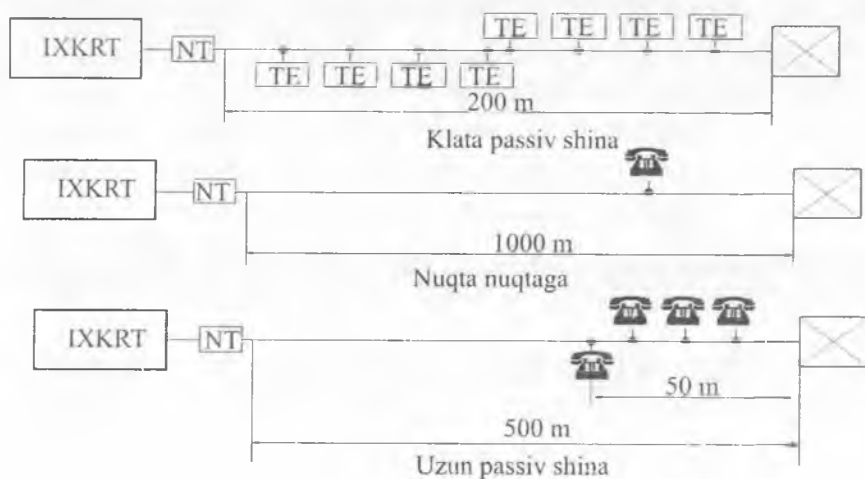 TE TE TE TE
IXKRT NT
TE TE TE TE
200 m
Klata passiv shina
IXKRT NT
1000 m
Nuqta nuqtaga
IXKRT NT
50 m
500 m
Uzun passiv shina